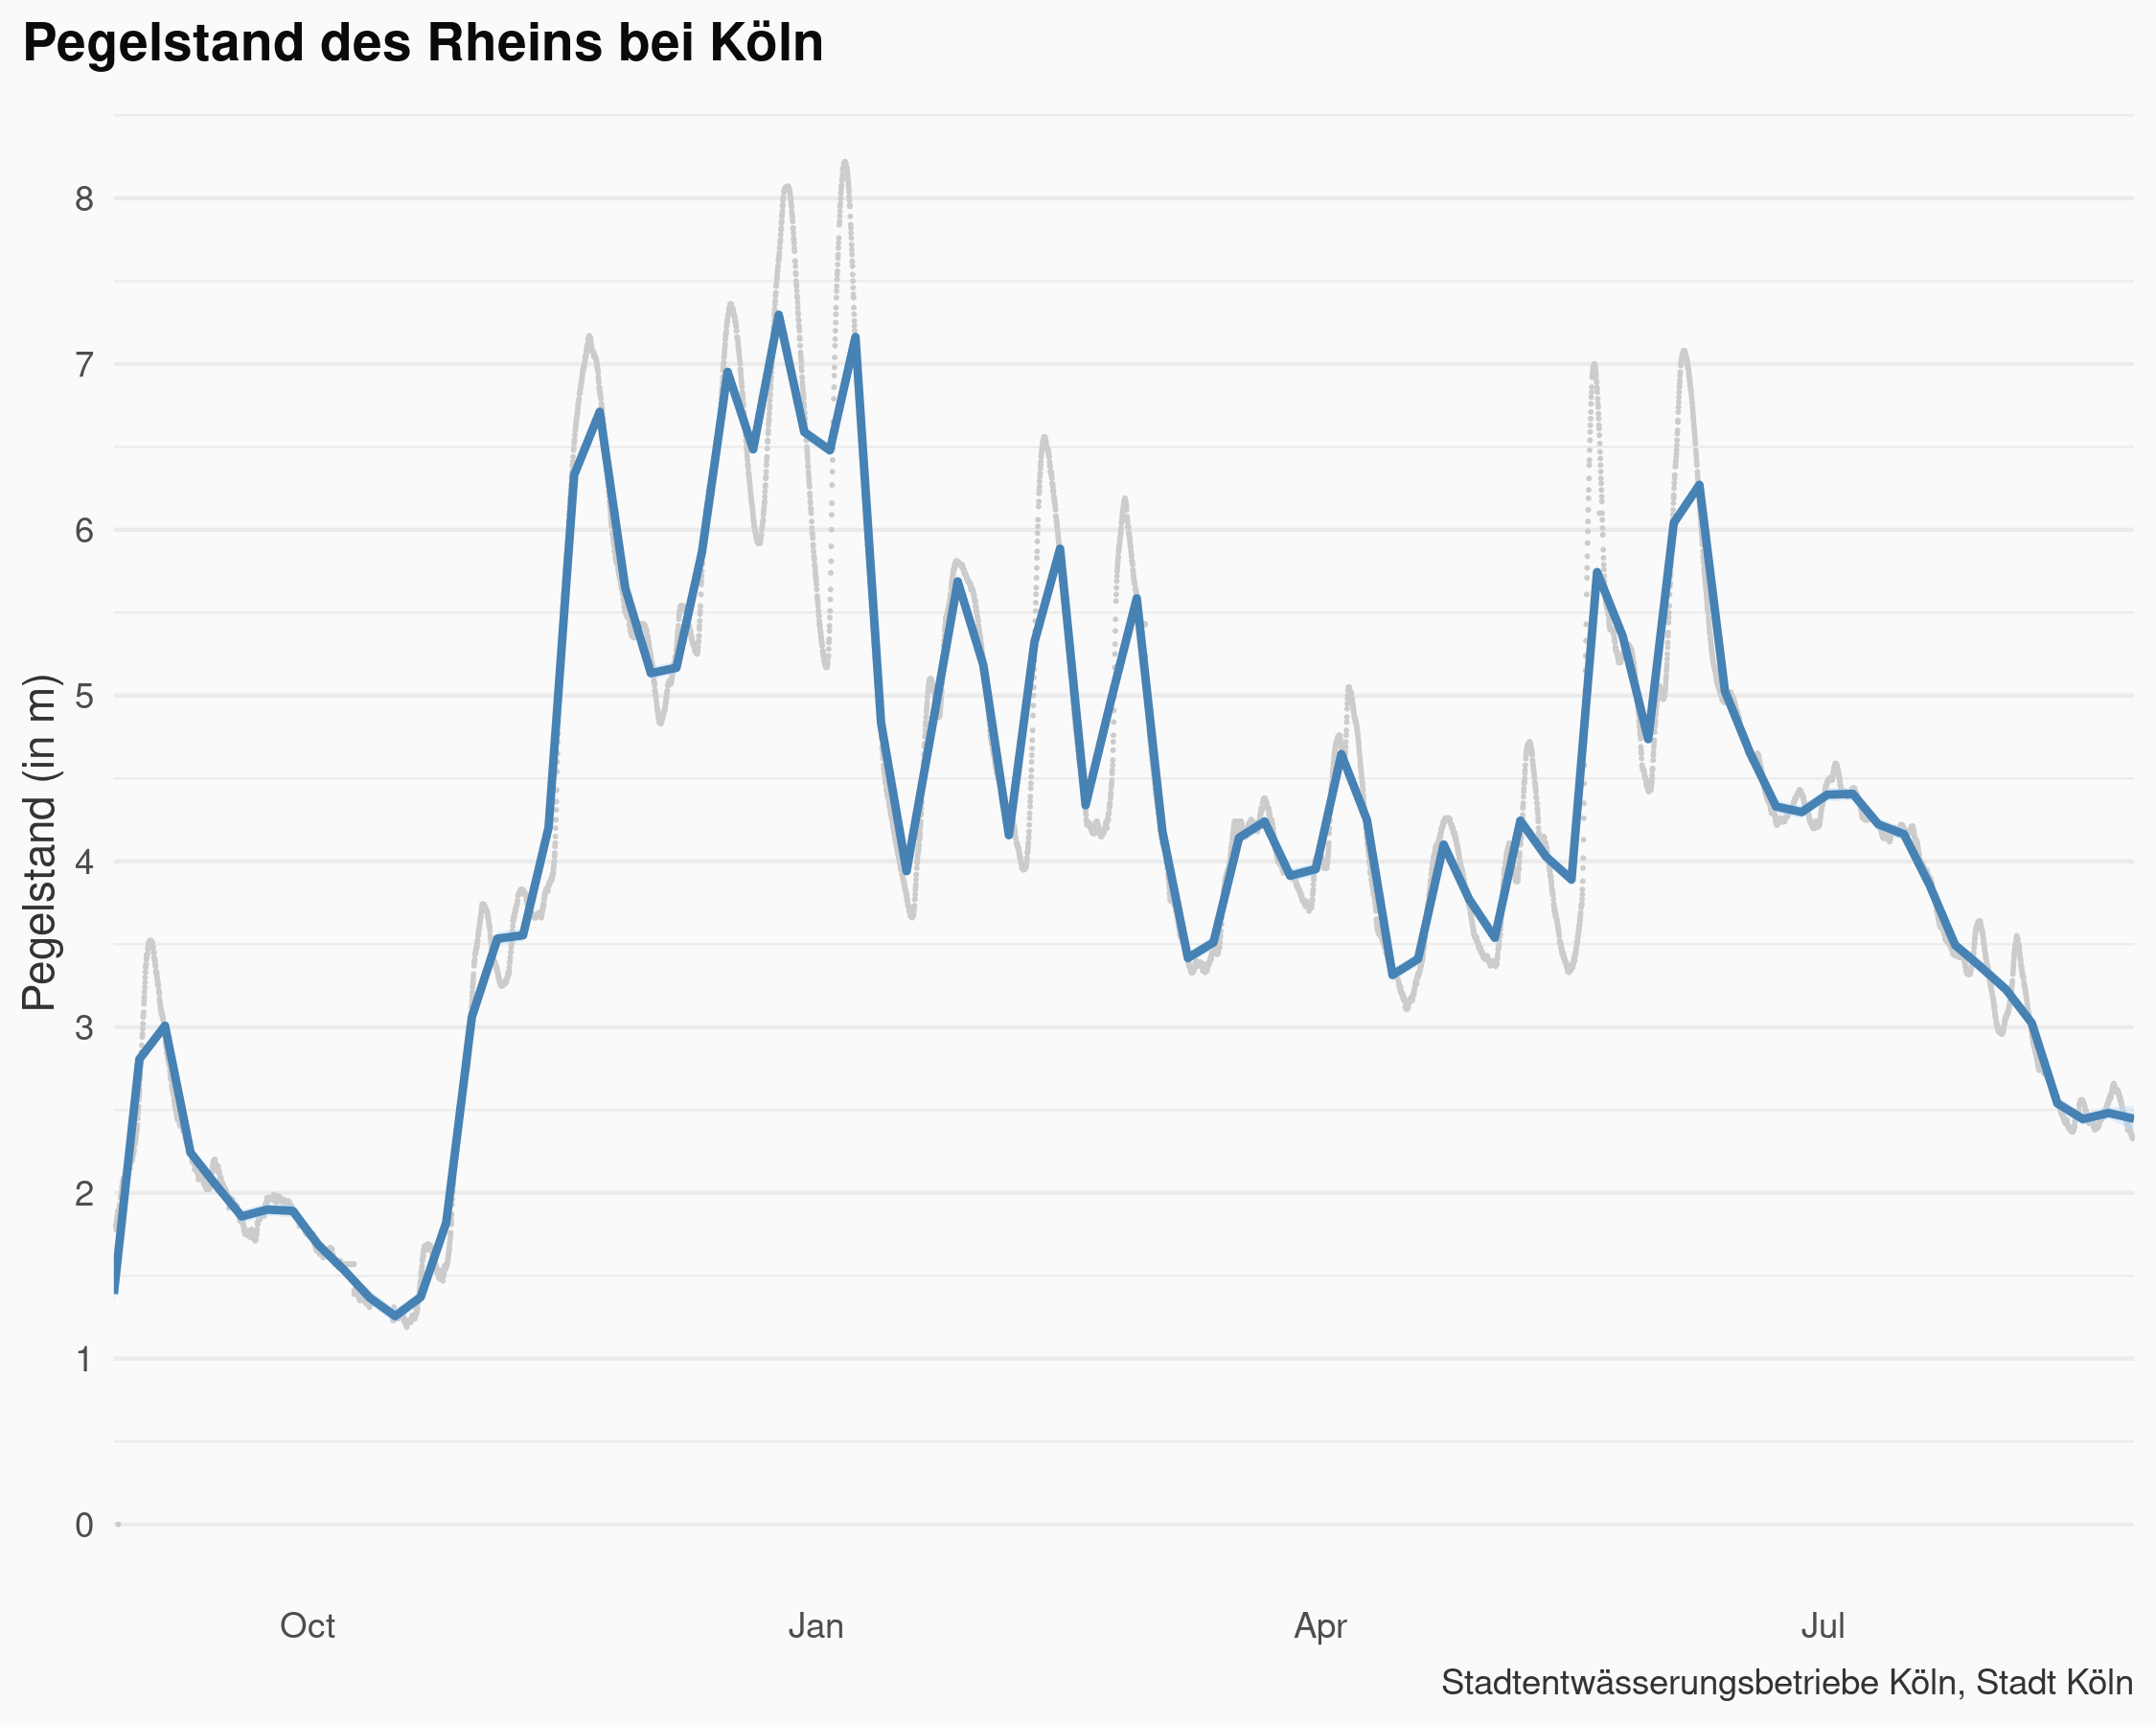 Pegelstand des Rheins bei Köln
Pegelstand (in m)
8
7
6
5
4
3
2
1
0
Oct Jan Apr Jul
Stadtentwässerungsbetriebe Köln, Stadt Köln